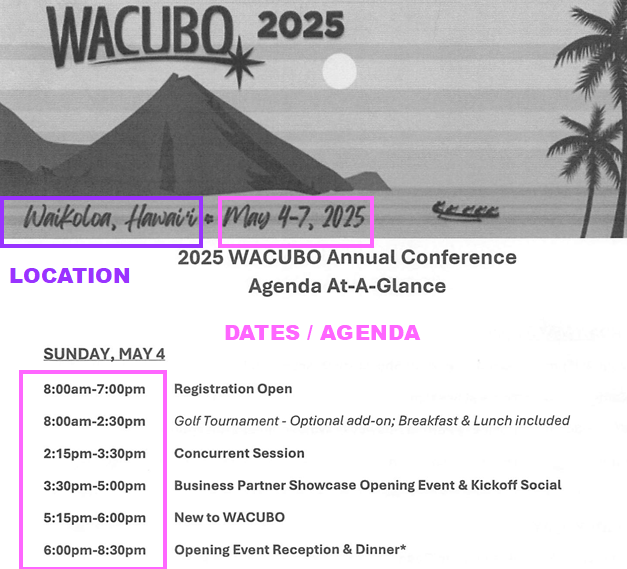 WACUBO 2025
Waikoloa, Hawai'i • May 4-7, 2025
LOCATION
2025 WACUBO Annual Conference
Agenda At-A-Glance
DATES / AGENDA
SUNDAY, MAY 4
8:00am-7:00pm Registration Open
8:00am-2:30pm Golf Tournament - Optional add-on; Breakfast & Lunch included
2:15pm-3:30pm Concurrent Session
3:30pm-5:00pm Business Partner Showcase Opening Event & Kickoff Social
5:15pm-6:00pm New to WACUBO
6:00pm-8:30pm Opening Event Reception & Dinner*